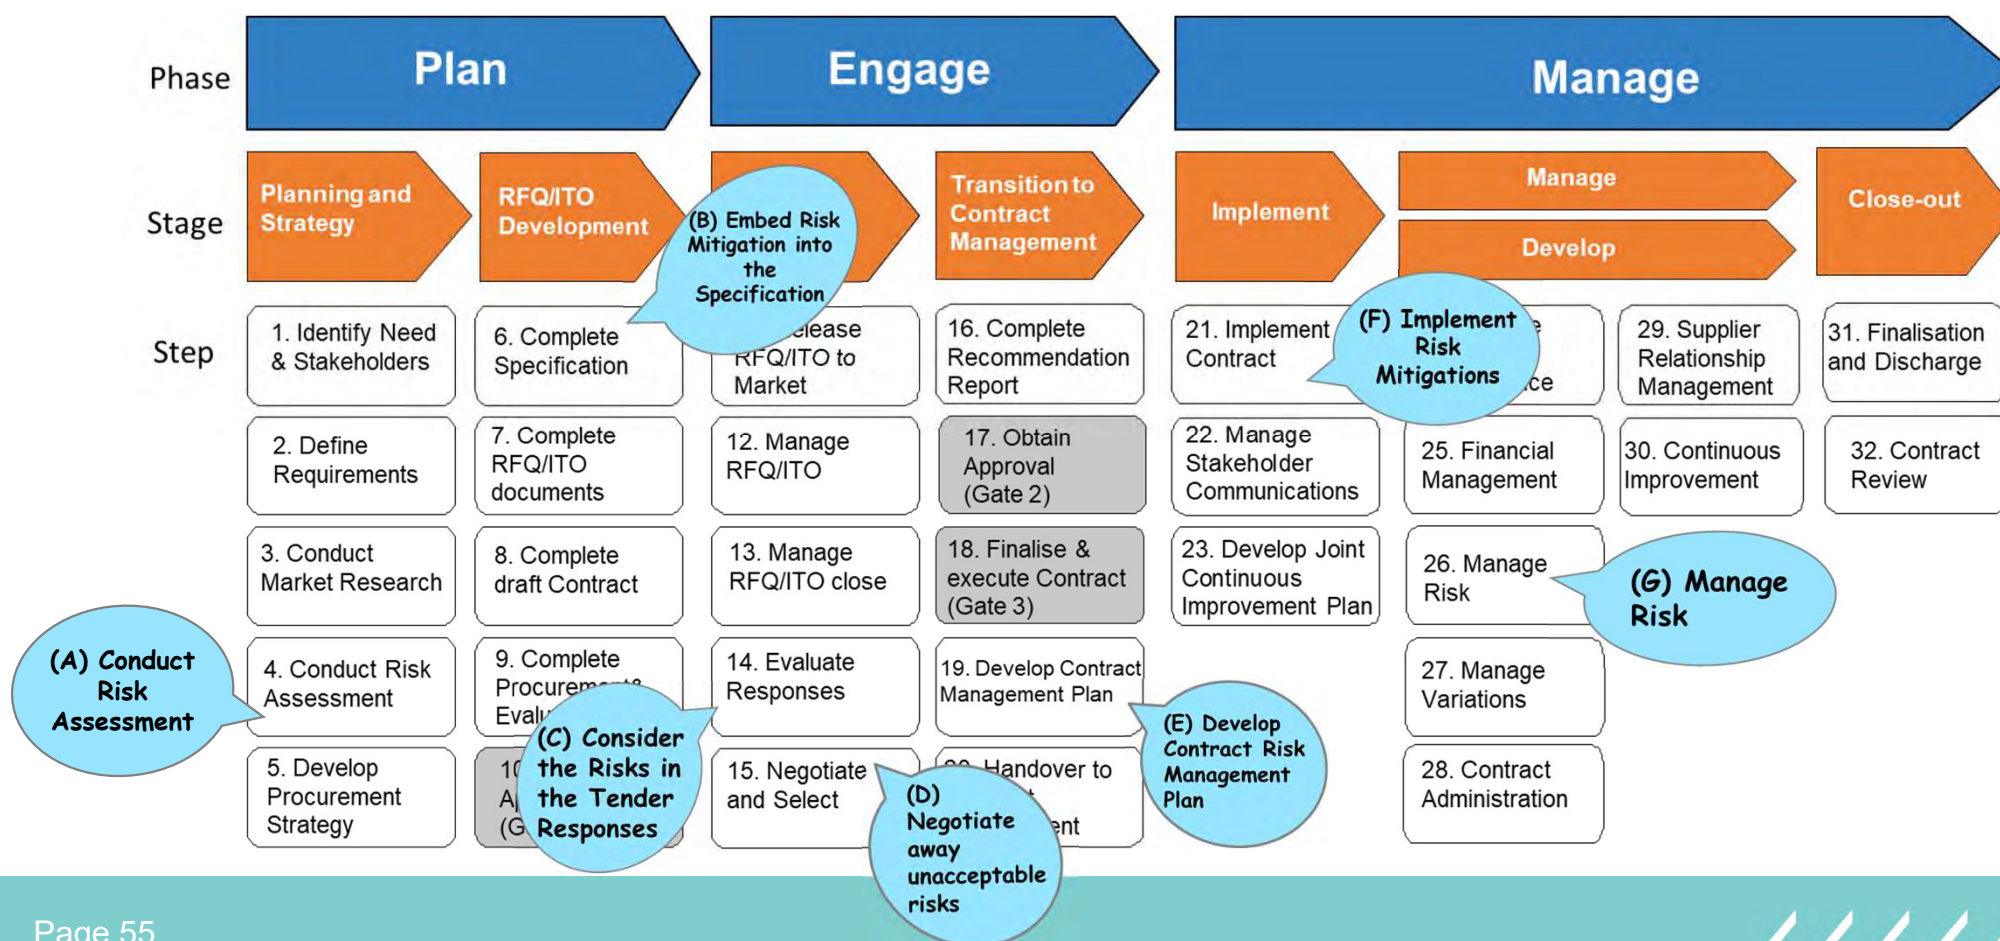 Phase
Plan
Engage
Manage
Stage
Planning and
Strategy
RFQ/ITO
Development
Transition to
Contract
Management
Implement
Manage
Develop
Close-out
(B) Embed Risk
Mitigation into
the
Specification
Step
1. Identify Need
& Stakeholders
2. Define
Requirements
3. Conduct
Market Research
4. Conduct Risk
Assessment
5. Develop
Procurement
Strategy
(A) Conduct
Risk
Assessment
6. Complete
Specification
7. Complete
RFQ/ITO
documents
8. Complete
draft Contract
9. Complete
(C) Consider
the Risks in
the Tender
Responses
RFQ/ITO to
Market
12. Manage
RFQ/ITO
13. Manage
RFQ/ITO close
14. Evaluate
Responses
15. Negotiate
and Select
(D)
Negotiate
away
unacceptable
risks
16. Complete
Recommendation
Report
17. Obtain
Approval
(Gate 2)
18. Finalise &
execute Contract
(Gate 3)
19. Develop Contract
Management Plan
Handover to
(E) Develop
Contract Risk
Management
Plan
21. Implement
Contract
22. Manage
Stakeholder
Communications
23. Develop Joint
Continuous
Improvement Plan
(F) Implement
Risk
Mitigations
25. Financial
Management
26. Manage
Risk
27. Manage
Variations
28. Contract
Administration
29. Supplier
Relationship
Management
30. Continuous
Improvement
(G) Manage
Risk
31. Finalisation
and Discharge
32. Contract
Review
Page 55